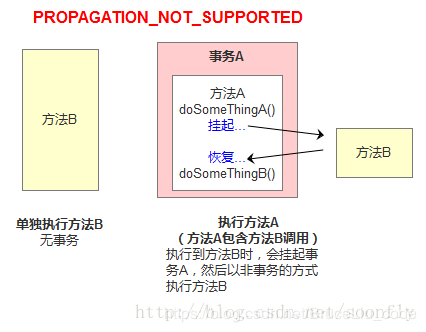 PROPAGATION_NOT_SUPPORTED
方法B
单独执行方法B
无事务
事务A
方法A
doSomeThingA()
挂起...
恢复...
doSomeThingB()
方法B
执行方法A
(方法A包含方法B调用)
执行到方法B时，会挂起事
务A，然后以非事务的方式
执行方法B
http://blog.csdn.net/soonfly